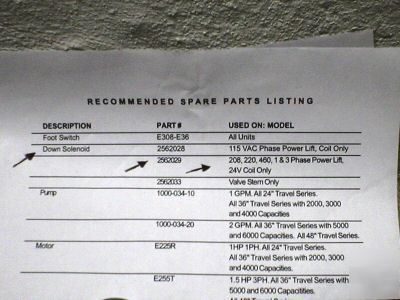 RECOMMENDED SPARE PARTS LISTING
DESCRIPTION PART # USED ON: MODEL
Foot Switch E308-E36 All Units
Down Solenoid 2562028 115 VAC Phase Power Lift, Coil Only
2562029 208, 220, 460, 1 & 3 Phase Power Lift,
24V Coil Only
2562033 Valve Stem Only
Pump 1000-034-10 1 GPM. All 24" Travel Series.
All 36" Travel Series with 2000, 3000
and 4000 Capacities
1000-034-20 2 GPM. All 36" Travel Series with 5000
and 6000 Capacities. All 48" Travel Series.
Motor E225R 1HP 1PH. All 24" Travel Series.
All 36" Travel Series with 2000, 3000
and 4000 Capacities.
E255T 1.5 HP 3PH. All 36" Travel Series with
5000 and 6000 Capacities.